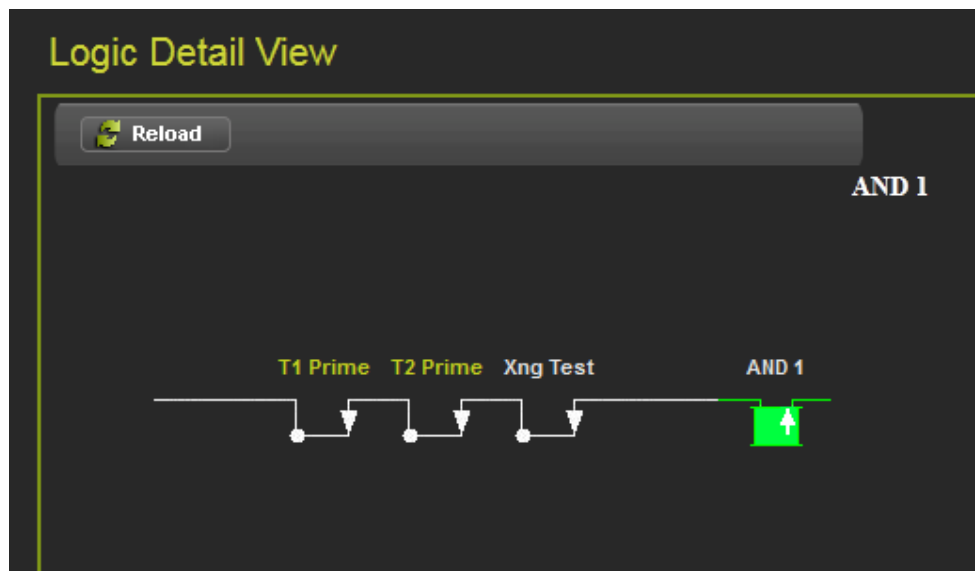 Logic Detail View
Reload
AND 1
T1 Prime T2 Prime Xng Test AND 1